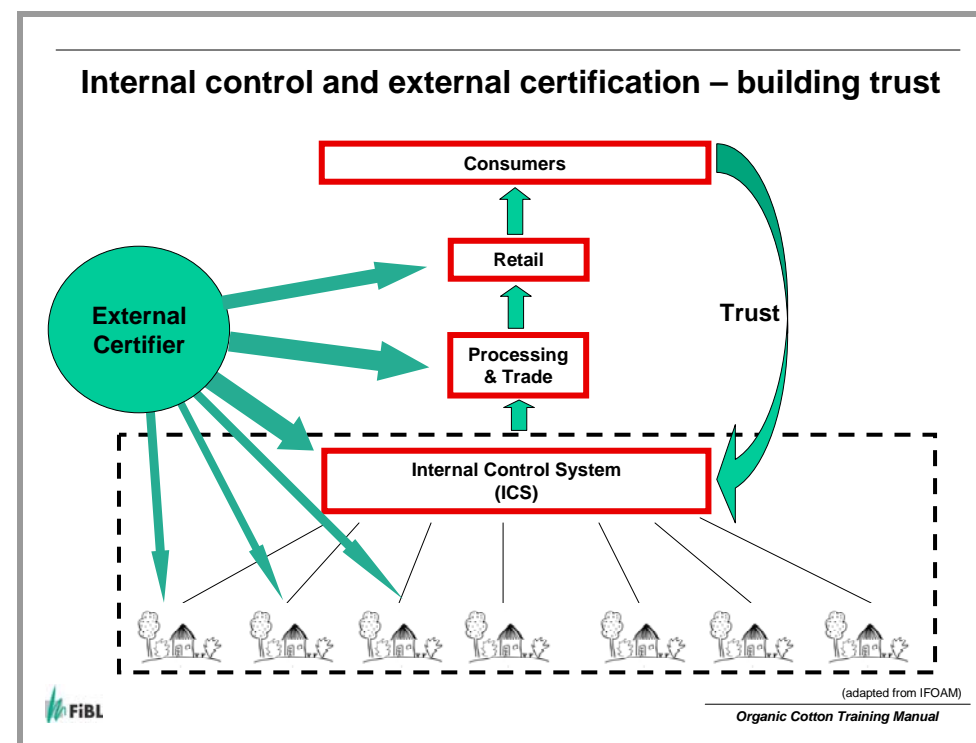 Internal control and external certification – building trust
Consumers
Retail
External
Certifier
Trust
Processing
& Trade
Internal Control System
(ICS)
(adapted from IFOAM)
FiBL
Organic Cotton Training Manual